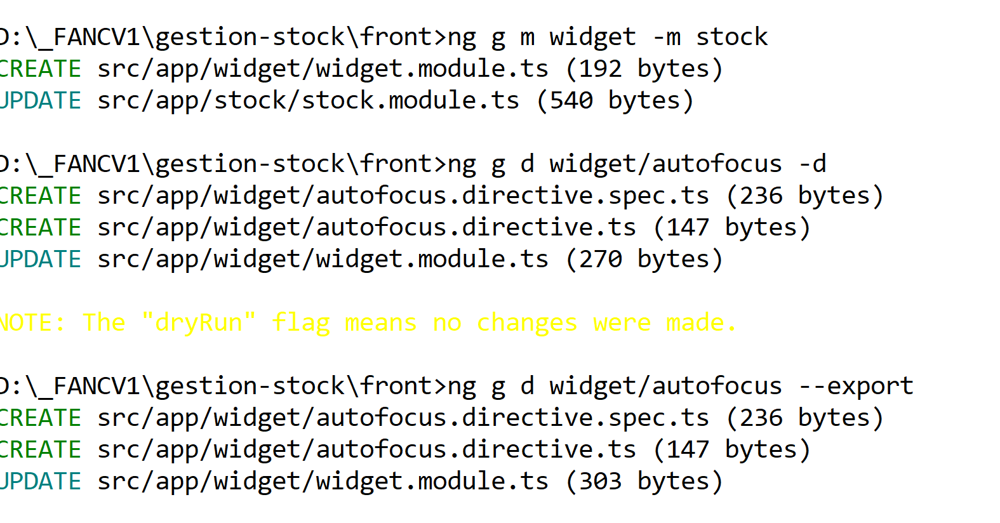 D:\_FANCV1\gestion-stock\front>ng g m widget -m stock
CREATE src/app/widget/widget.module.ts (192 bytes)
UPDATE src/app/stock/stock.module.ts (540 bytes)
D:\_FANCV1\gestion-stock\front>ng g d widget/autofocus -d
CREATE src/app/widget/autofocus.directive.spec.ts (236 bytes)
CREATE src/app/widget/autofocus.directive.ts (147 bytes)
UPDATE src/app/widget/widget.module.ts (270 bytes)
NOTE: The "dryRun" flag means no changes were made.
D:\_FANCV1\gestion-stock\front>ng g d widget/autofocus --export
CREATE src/app/widget/autofocus.directive.spec.ts (236 bytes)
CREATE src/app/widget/autofocus.directive.ts (147 bytes)
UPDATE src/app/widget/widget.module.ts (303 bytes)